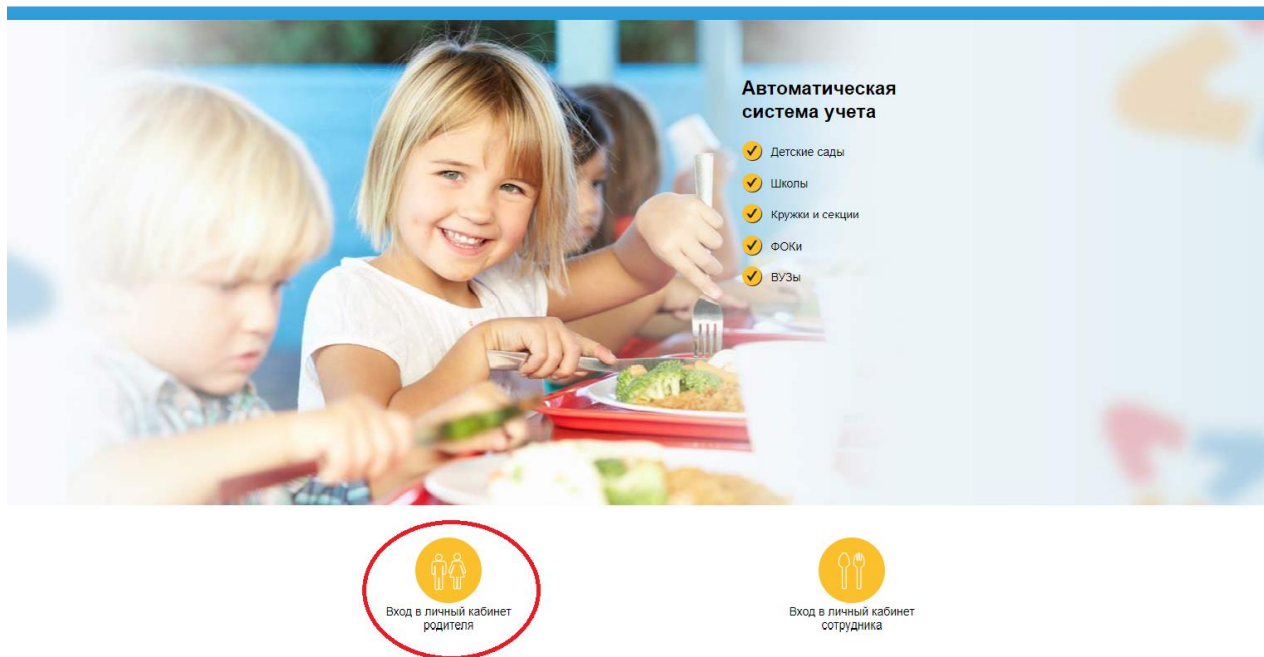 Автоматическая
система учета
Детские сады
Школы
Кружки и секции
ФОКи
ВУЗы
Вход в личный кабинет
родителя
Вход в личный кабинет
сотрудника